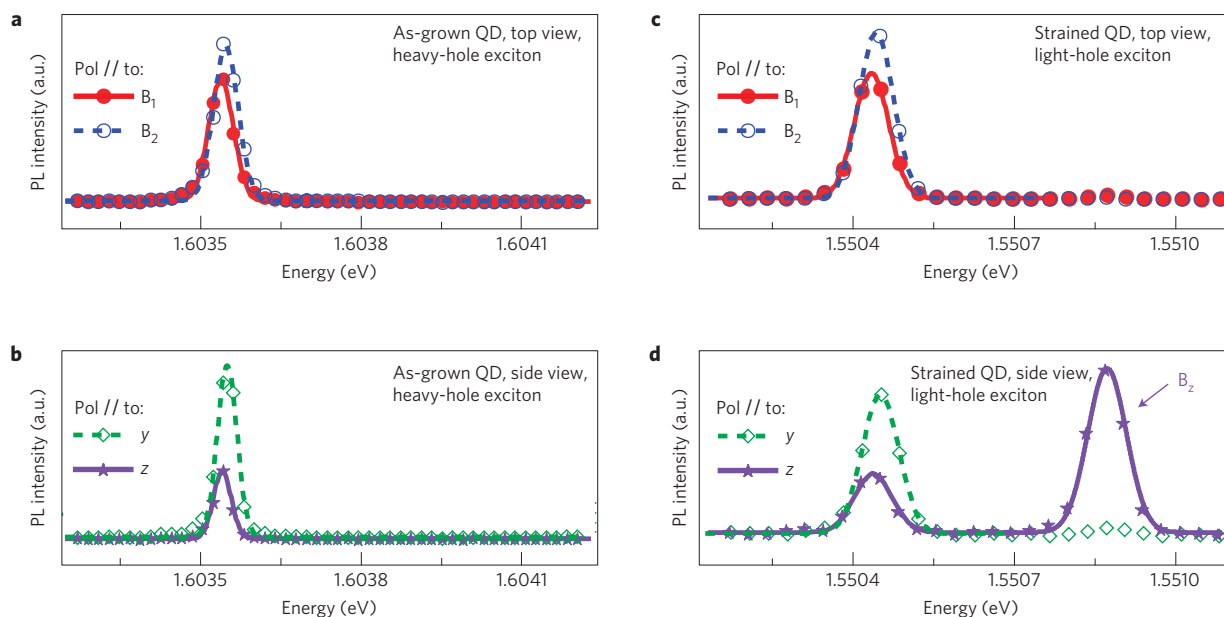 a
PL intensity (a.u.)
As-grown QD, top view,
heavy-hole exciton
Pol // to:
B1
B2
1.6035
1.6038
1.6041
Energy (eV)
c
PL intensity (a.u.)
Strained QD, top view,
light-hole exciton
Pol // to:
B1
B2
1.5504
1.5507
1.5510
Energy (eV)
b
PL intensity (a.u.)
As-grown QD, side view,
heavy-hole exciton
Pol // to:
y
z
1.6035
1.6038
1.6041
Energy (eV)
d
PL intensity (a.u.)
Strained QD, side view,
light-hole exciton
Bz
Pol // to:
y
z
1.5504
1.5507
1.5510
Energy (eV)